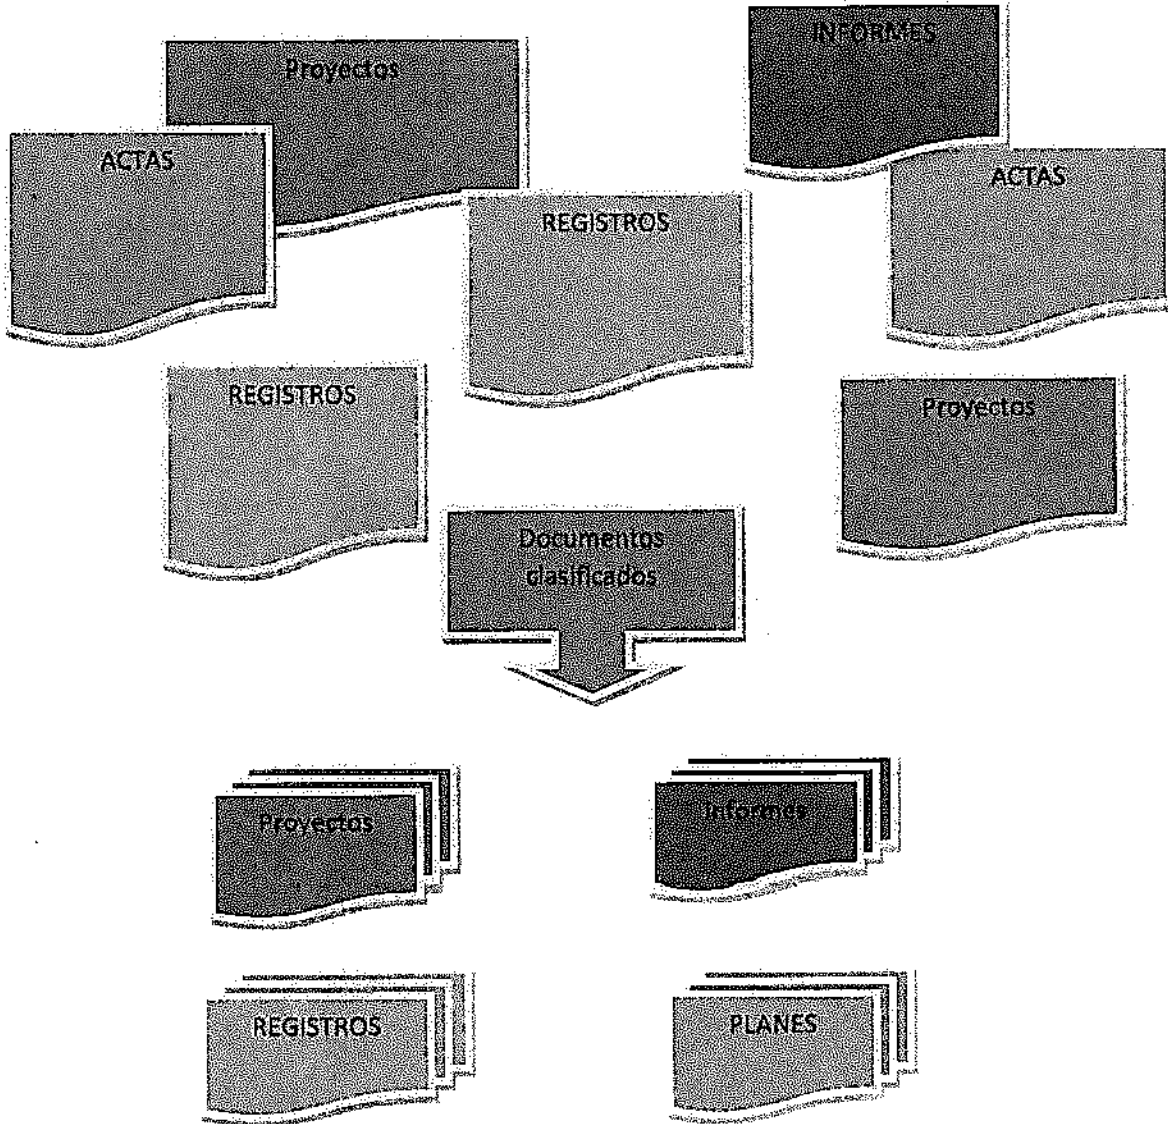 INFORMES
Proyectos
ACTAS
ACTAS
REGISTROS
REGISTROS
Proyectos
Documentos
clasificados
Proyectos
Informes
REGISTROS
PLANES